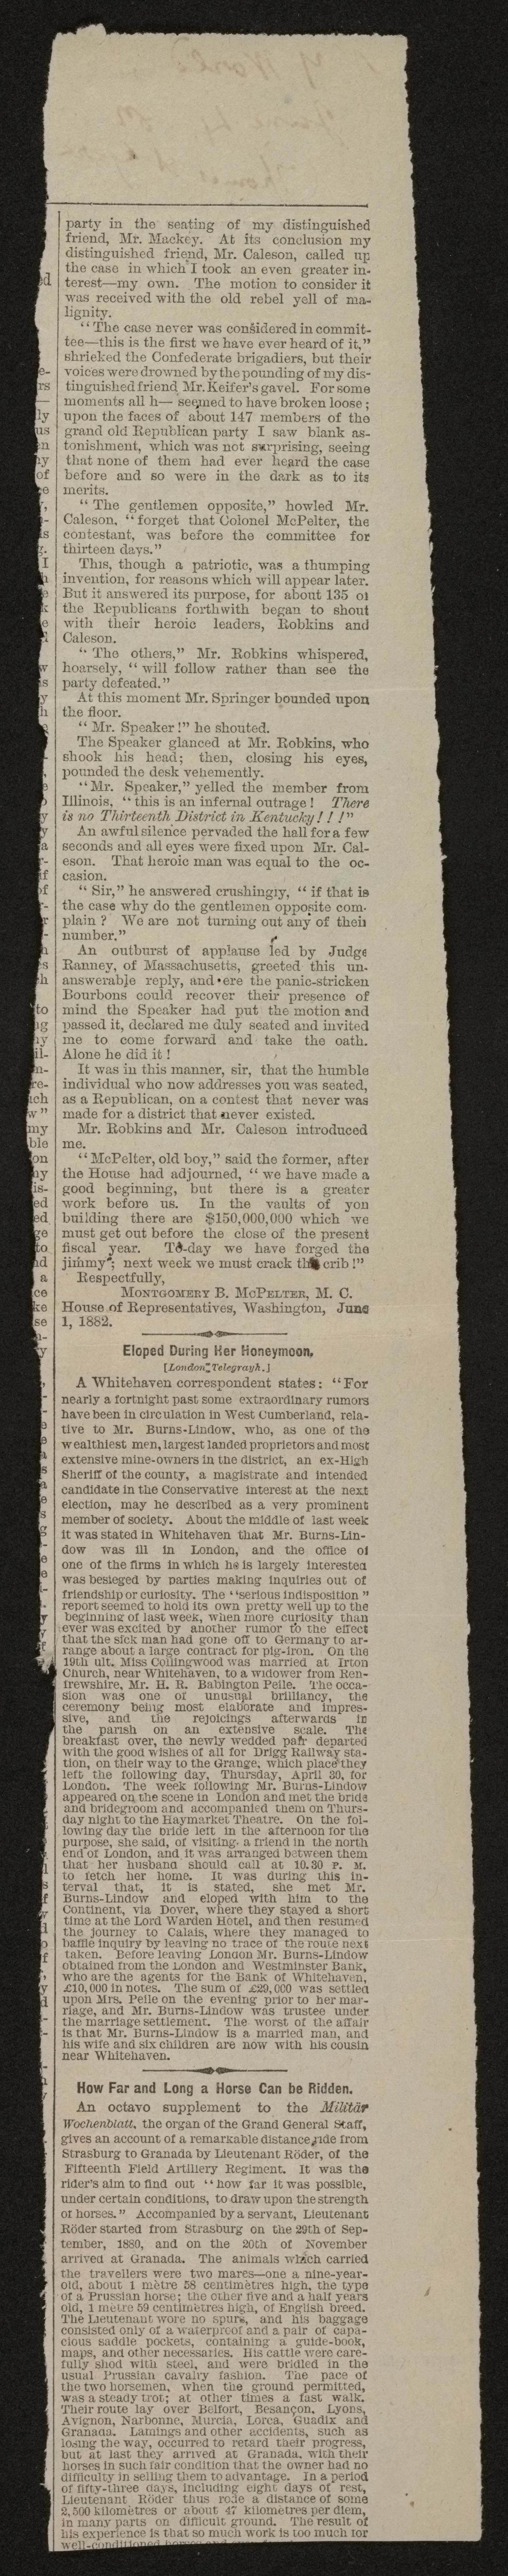 party in the seating of my distinguished
friend, Mr. Mackey. At its conclusion my
distinguished friend, Mr. Caleson, called up
the case in which I took an even greater in-
terest—my own. The motion to consider it
was received with the old rebel yell of ma-
lignity.
"The case never was considered in commit-
tee—this is the first we have ever heard of it,"
shrieked the Confederate brigadiers, but their
voices were drowned by the pounding of my dis-
tinguished friend Mr. Keifer's gavel. For some
moments all h— seemed to have broken loose;
upon the faces of about 147 members of the
grand old Republican party I saw blank as-
tonishment, which was not surprising, seeing
that none of them had ever heard the case
before and so were in the dark as to its
merits.
"The gentlemen opposite," howled Mr.
Caleson, "forget that Colonel McPelter, the
contestant, was before the committee for
thirteen days."
This, though a patriotic, was a thumping
invention, for reasons which will appear later.
But it answered its purpose, for about 135 of
the Republicans forthwith began to shout
with their heroic leaders, Robkins and
Caleson.
"The others," Mr. Robkins whispered,
hoarsely, "will follow rather than see the
party defeated."
At this moment Mr. Springer bounded upon
the floor.
"Mr. Speaker!" he shouted.
The Speaker glanced at Mr. Robkins, who
shook his head; then, closing his eyes,
pounded the desk vehemently.
"Mr. Speaker," yelled the member from
Illinois, "this is an infernal outrage! There
is no Thirteenth District in Kentucky!!!"
An awful silence pervaded the hall for a few
seconds and all eyes were fixed upon Mr. Cal-
eson. That heroic man was equal to the oc-
casion.
"Sir," he answered crushingly, "if that is
the case why do the gentlemen opposite com-
plain? We are not turning out any of their
number."
An outburst of applause led by Judge
Ranney, of Massachusetts, greeted this un-
answerable reply, and ere the panic-stricken
Bourbons could recover their presence of
mind the Speaker had put the motion and
passed it, declared me duly seated and invited
me to come forward and take the oath.
Alone he did it!
It was in this manner, sir, that the humble
individual who now addresses you was seated,
as a Republican, on a contest that never was
made for a district that never existed.
Mr. Robkins and Mr. Caleson introduced
me.
"McPelter, old boy," said the former, after
the House had adjourned, "we have made a
good beginning, but there is a greater
work before us. In the vaults of yon
building there are $150,000,000 which we
must get out before the close of the present
fiscal year. To-day we have forged the
jimmy; next week we must crack the crib!"
Respectfully,
MONTGOMERY B. MCPELTER, M. C.
House of Representatives, Washington, June
1, 1882.
Eloped During Her Honeymoon.
[London Telegraph.]
A Whitehaven correspondent states: "For
nearly a fortnight past some extraordinary rumors
have been in circulation in West Cumberland, rela-
tive to Mr. Burns-Lindow, who, as one of the
wealthiest men, largest landed proprietors and most
extensive mine-owners in the district, an ex-High
Sheriff of the county, a magistrate and intended
candidate in the Conservative interest at the next
election, may he described as a very prominent
member of society. About the middle of last week
it was stated in Whitehaven that Mr. Burns-Lin-
dow was ill in London, and the office of
one of the firms in which he is largely interested
was besieged by parties making inquiries out of
friendship or curiosity. The "serious indisposition"
report seemed to hold its own pretty well up to the
beginning of last week, when more curiosity than
ever was excited by another rumor to the effect
that the sick man had gone off to Germany to ar-
range about a large contract for pig-iron. On the
19th ult. Miss Collingwood was married at Irton
Church, near Whitehaven, to a widower from Ren-
frewshire, Mr. H. R. Babington Peile. The occa-
sion was one of unusual brilliancy, the
ceremony being most elaborate and impres-
sive, and the rejoicings afterwards in
the parish on an extensive scale. The
breakfast over, the newly wedded pair departed
with the good wishes of all for Drigg Railway sta-
tion, on their way to the Grange, which place they
left the following day, Thursday, April 30, for
London. The week following Mr. Burns-Lindow
appeared on the scene in London and met the bride
and bridegroom and accompanied them on Thurs-
day night to the Haymarket Theatre. On the fol-
lowing day the bride left in the afternoon for the
purpose, she said, of visiting a friend in the north
end of London, and it was arranged between them
that her husband should call at 10.30 P. M.
to fetch her home. It was during this in-
terval that, it is stated, she met Mr.
Burns-Lindow and eloped with him to the
Continent, via Dover, where they stayed a short
time at the Lord Warden Hotel, and then resumed
the journey to Calais, where they managed to
baffle inquiry by leaving no trace of the route next
taken. Before leaving London Mr. Burns-Lindow
obtained from the London and Westminster Bank,
who are the agents for the Bank of Whitehaven,
£10,000 in notes. The sum of £29,000 was settled
upon Mrs. Peile on the evening prior to her mar-
riage, and Mr. Burns-Lindow was trustee under
the marriage settlement. The worst of the affair
is that Mr. Burns-Lindow is a married man, and
his wife and six children are now with his cousin
near Whitehaven.
How Far and Long a Horse Can be Ridden.
An octavo supplement to the Militär
Wochenblatt, the organ of the Grand General Staff,
gives an account of a remarkable distance ride from
Strasburg to Granada by Lieutenant Röder, of the
Fifteenth Field Artillery Regiment. It was the
rider's aim to find out "how far it was possible,
under certain conditions, to draw upon the strength
of horses." Accompanied by a servant, Lieutenant
Röder started from Strasburg on the 29th of Sep-
tember, 1880, and on the 20th of November
arrived at Granada. The animals which carried
the travellers were two mares—one a nine-year-
old, about 1 mètre 58 centimètres high, the type
of a Prussian horse; the other five and a half years
old, 1 mètre 59 centimètres high, of English breed.
The Lieutenant wore no spurs, and his baggage
consisted only of a waterproof and a pair of capa-
cious saddle pockets, containing a guide-book,
maps, and other necessaries. His cattle were care-
fully shod with steel, and were bridled in the
usual Prussian cavalry fashion. The pace of
the two horsemen, when the ground permitted,
was a steady trot; at other times a fast walk.
Their route lay over Belfort, Besançon, Lyons,
Avignon, Narbonne, Murcia, Lorca, Guadix and
Granada. Lamings and other accidents, such as
losing the way, occurred to retard their progress,
but at last they arrived at Granada, with their
horses in such fair condition that the owner had no
difficulty in selling them to advantage. In a period
of fifty-three days, including eight days of rest,
Lieutenant Röder thus rode a distance of some
2,500 kilomètres or about 47 kilomètres per diem,
in many parts on difficult ground. The result of
his experience is that so much work is too much for
well-conditioned horses